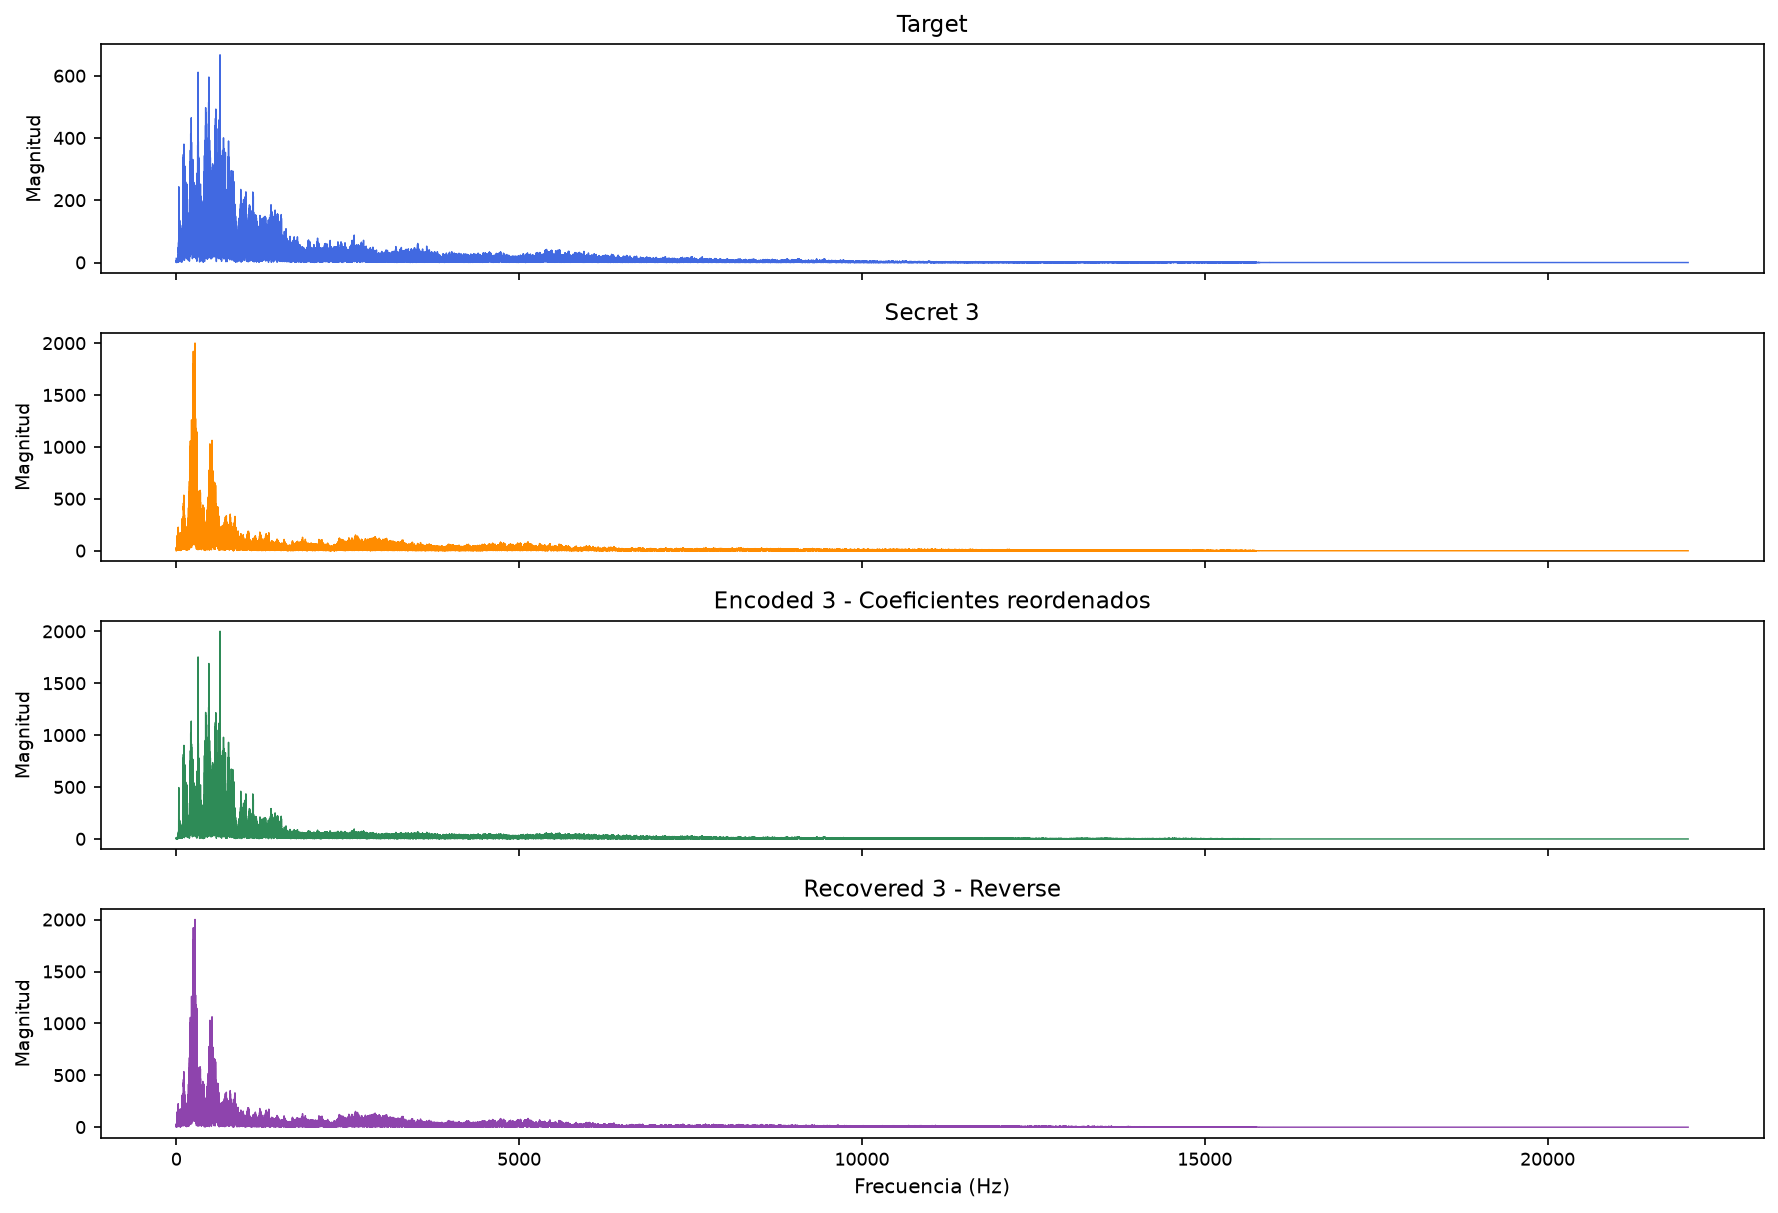 Target
Magnitud
600
400
200
0
Secret 3
Magnitud
2000
1500
1000
500
0
Encoded 3 - Coeficientes reordenados
Magnitud
2000
1500
1000
500
0
Recovered 3 - Reverse
Magnitud
2000
1500
1000
500
0
0 5000 10000 15000 20000
Frecuencia (Hz)